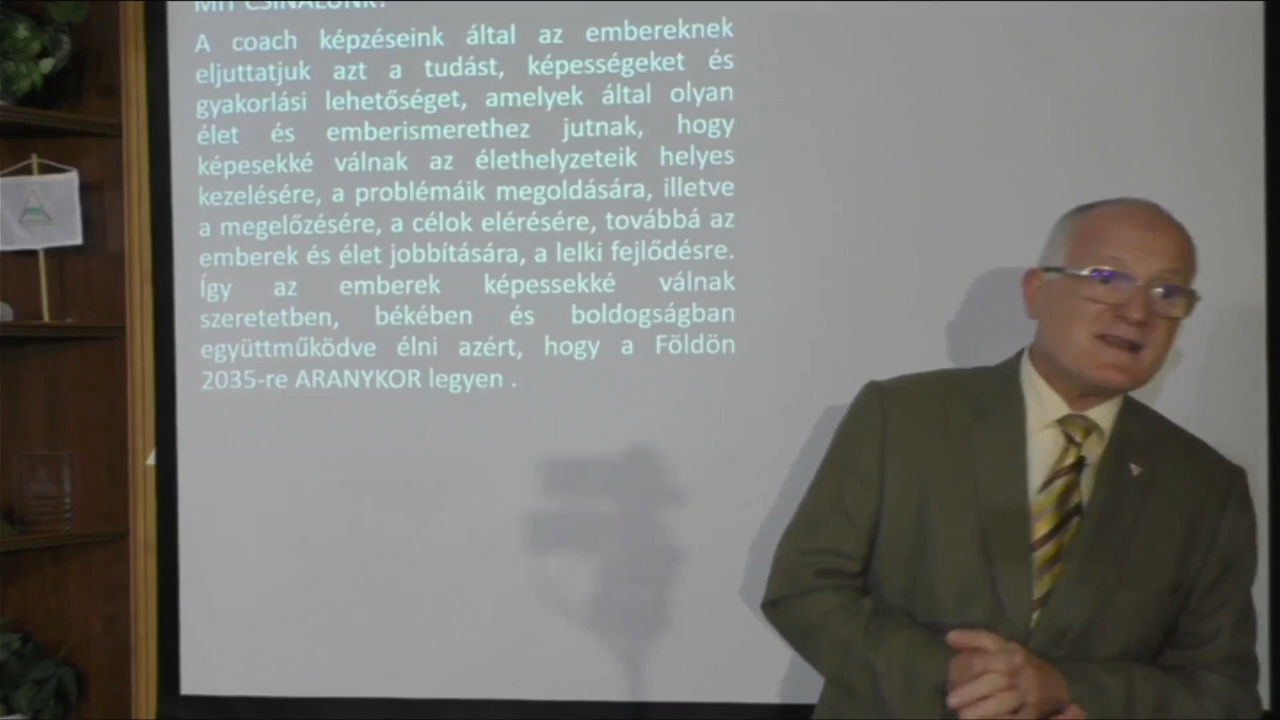 MIT CSINÁLUNK?
A coach képzéseink által az embereknek
eljuttatjuk azt a tudást, képességeket és
gyakorlási lehetőséget, amelyek által olyan
élet és emberismerethez jutnak, hogy
képesekké válnak az élethelyzeteik helyes
kezelésére, a problémáik megoldására, illetve
a megelőzésére, a célok elérésére, továbbá az
emberek és élet jobbítására, a lelki fejlődésre.
Így az emberek képessekké válnak
szeretetben, békében és boldogságban
együttműködve élni azért, hogy a Földön
2035-re ARANYKOR legyen .